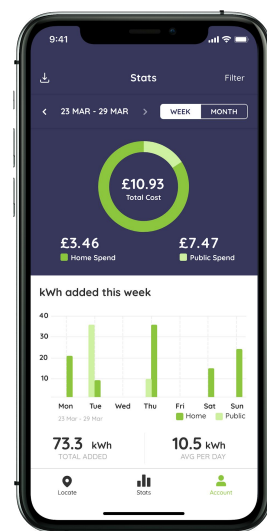 9:41
Stats
Filter
23 MAR - 29 MAR
WEEK
MONTH
£10.93
Total Cost
£3.46
£7.47
Home Spend
Public Spend
kWh added this week
40
30
20
10
Mon Tue Wed Thu Fri Sat Sun
23 Mar - 29 Mar
Home
Public
73.3 kWh
10.5 kWh
TOTAL ADDED
AVG PER DAY
Locate
Stats
Account